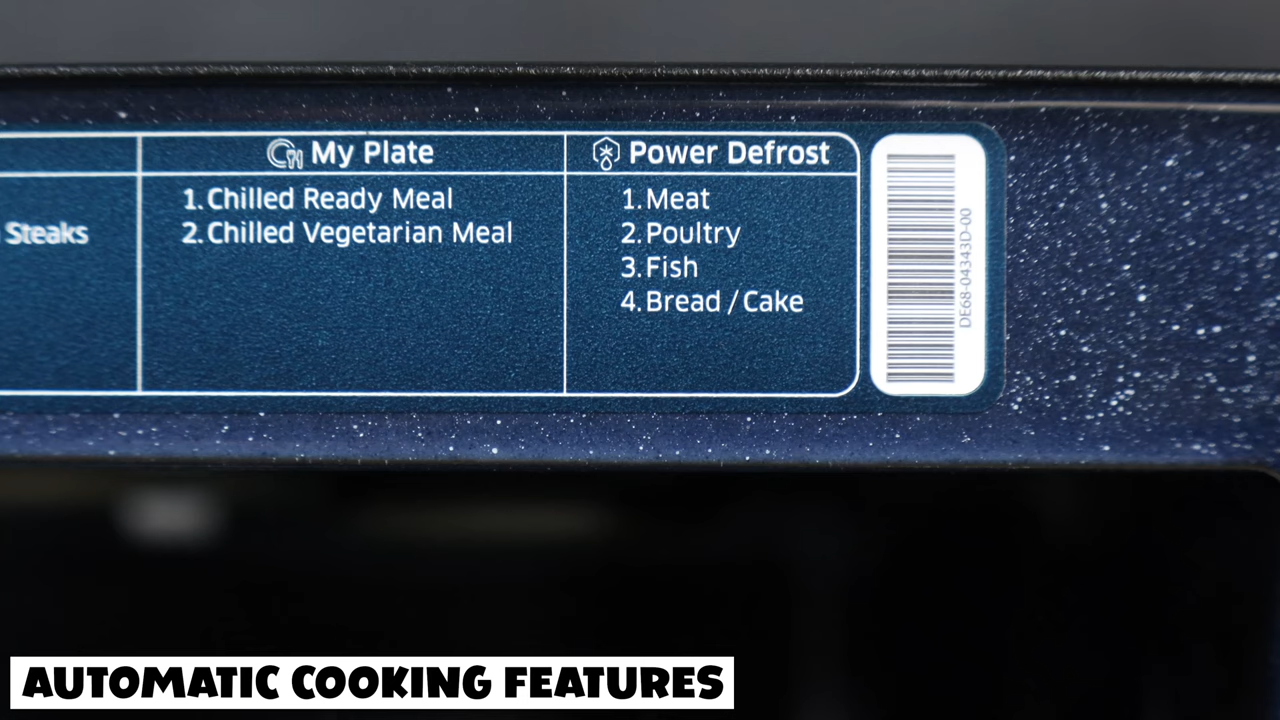 My Plate
Power Defrost
Steaks
1. Chilled Ready Meal
2. Chilled Vegetarian Meal
1. Meat
2. Poultry
3. Fish
4. Bread / Cake
DE68-04343D-00
AUTOMATIC COOKING FEATURES